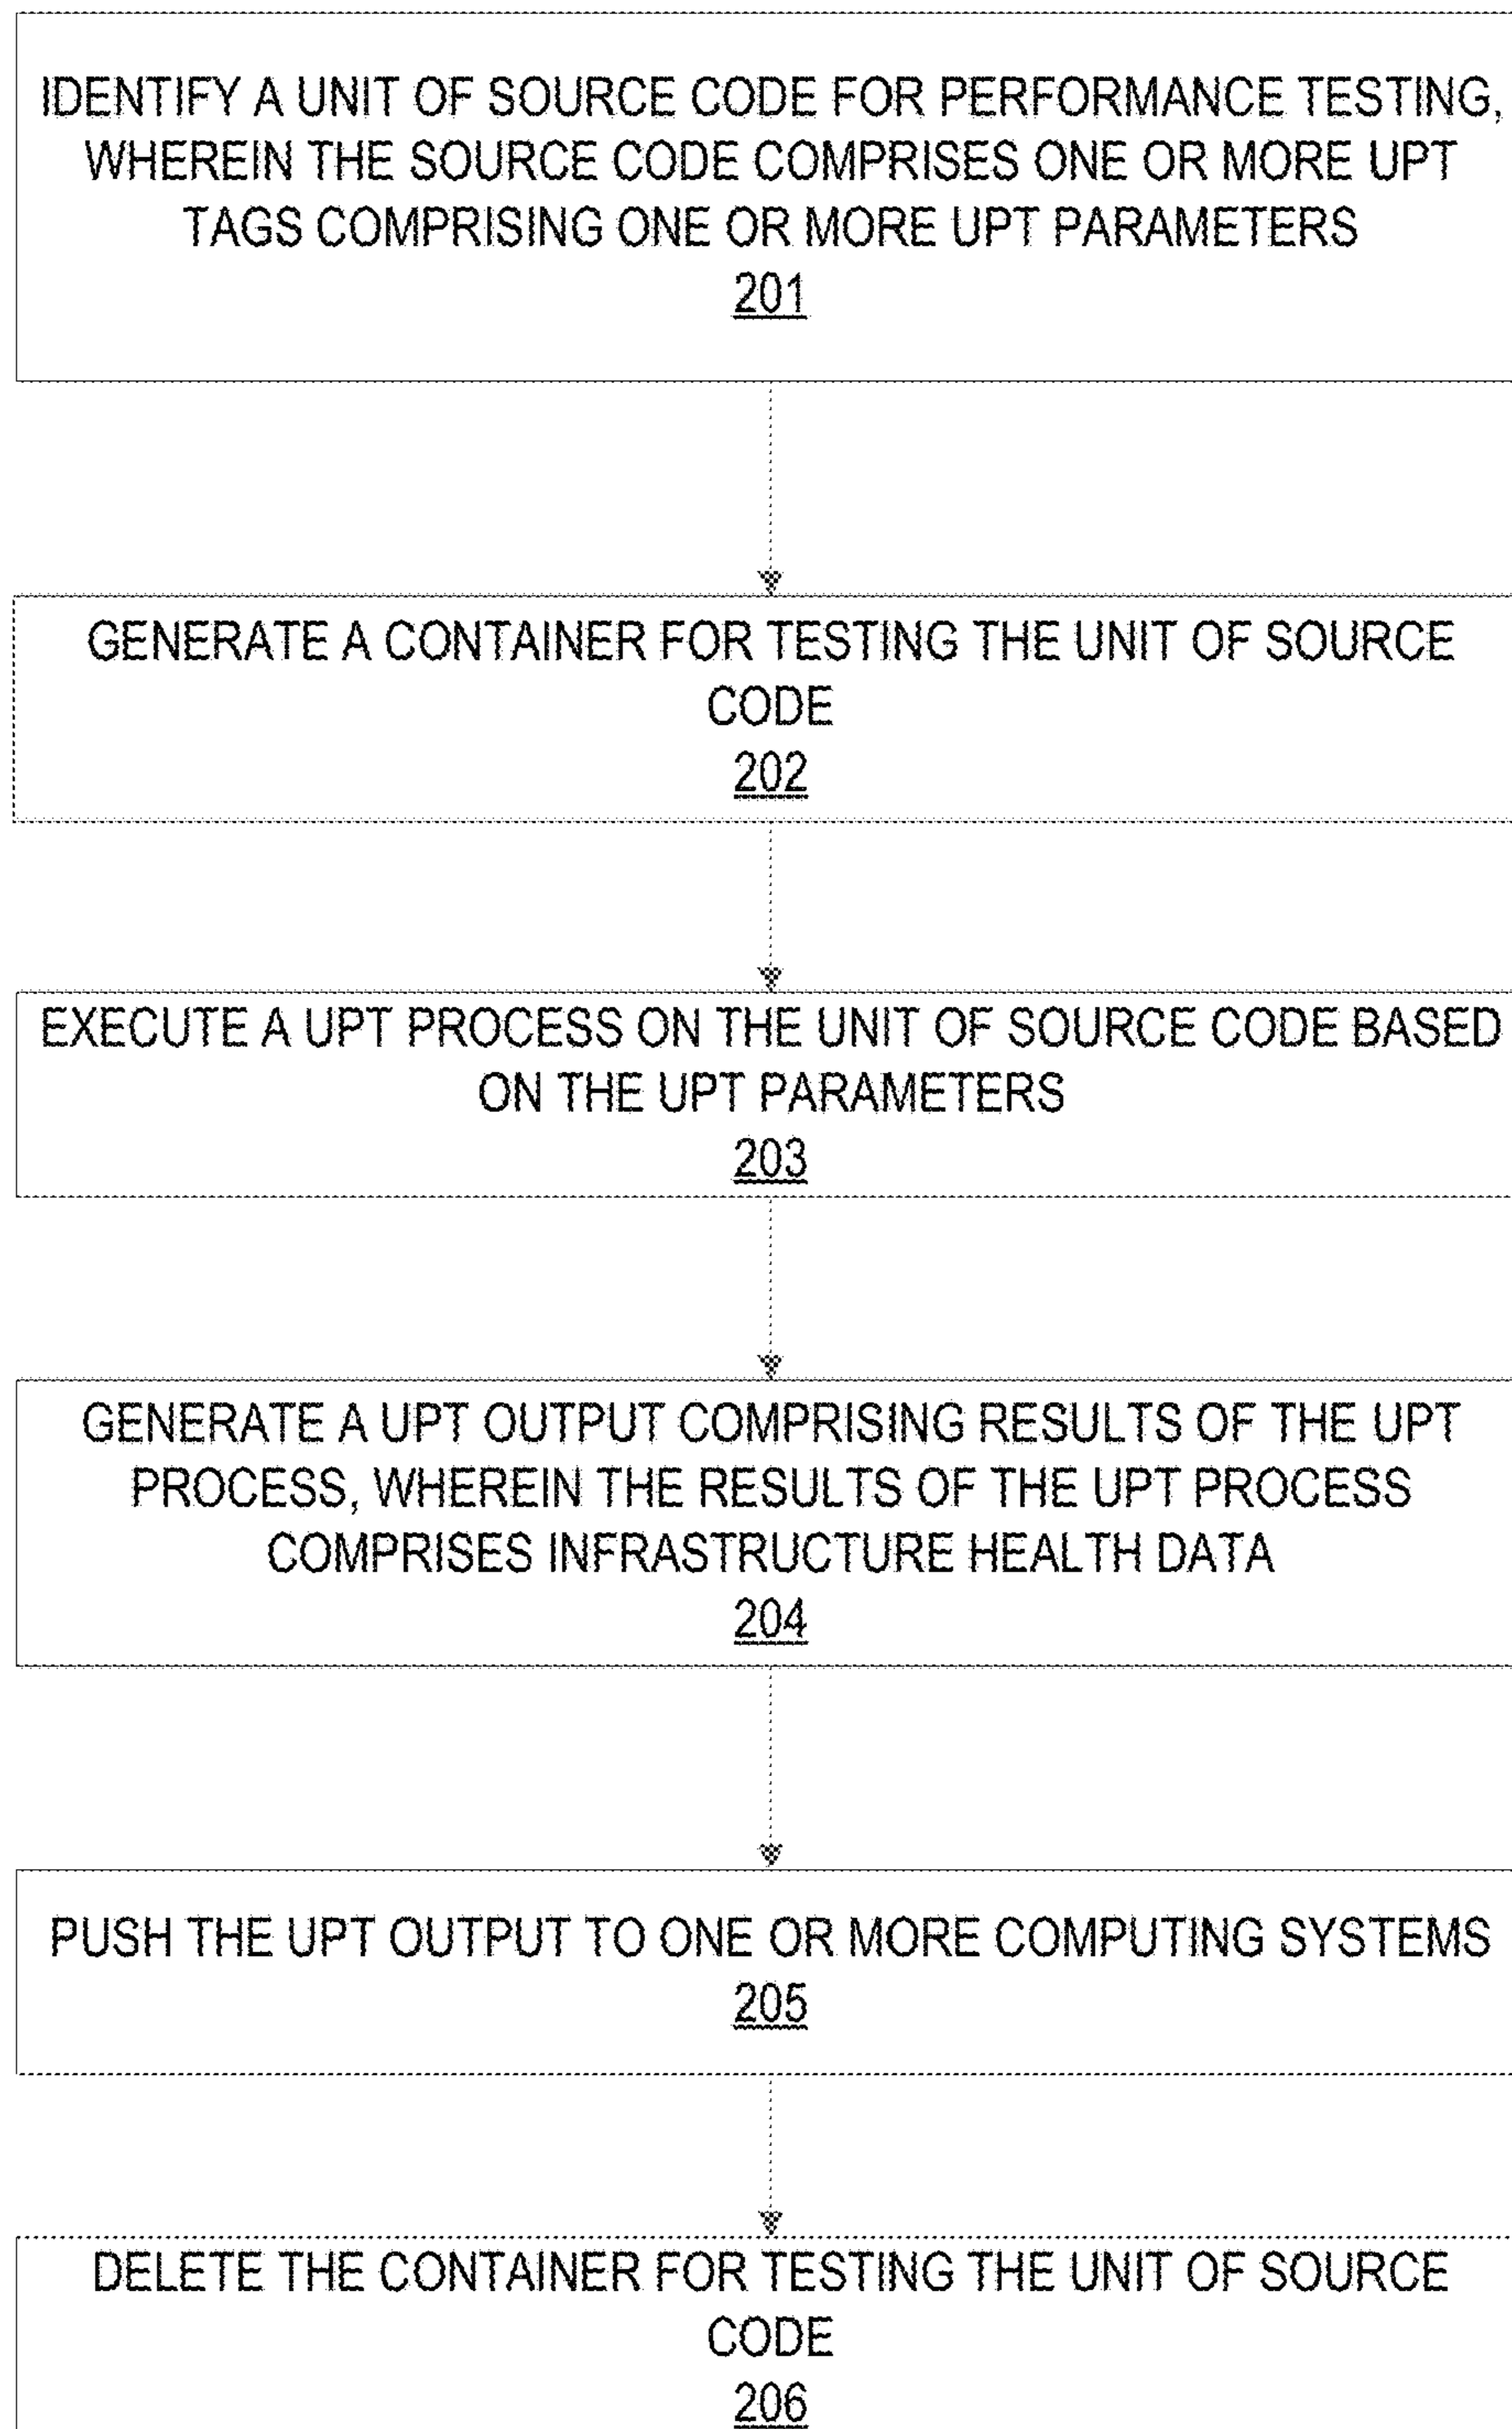 IDENTIFY A UNIT OF SOURCE CODE FOR PERFORMANCE TESTING,
WHEREIN THE SOURCE CODE COMPRISES ONE OR MORE UPT
TAGS COMPRISING ONE OR MORE UPT PARAMETERS
201
GENERATE A CONTAINER FOR TESTING THE UNIT OF SOURCE
CODE
202
EXECUTE A UPT PROCESS ON THE UNIT OF SOURCE CODE BASED
ON THE UPT PARAMETERS
203
GENERATE A UPT OUTPUT COMPRISING RESULTS OF THE UPT
PROCESS, WHEREIN THE RESULTS OF THE UPT PROCESS
COMPRISES INFRASTRUCTURE HEALTH DATA
204
PUSH THE UPT OUTPUT TO ONE OR MORE COMPUTING SYSTEMS
205
DELETE THE CONTAINER FOR TESTING THE UNIT OF SOURCE
CODE
206